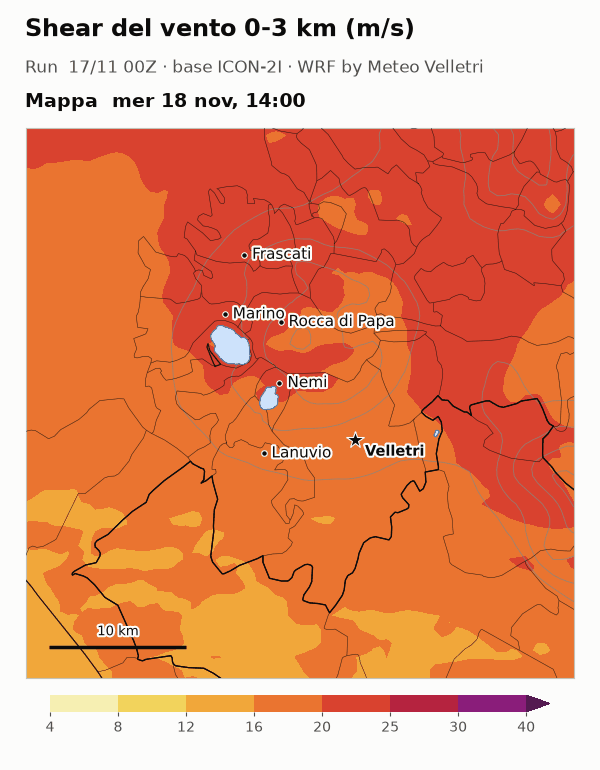 Shear del vento 0-3 km (m/s)
Run  17/11 00Z · base ICON-2I · WRF by Meteo Velletri
Mappa  mer 18 nov, 14:00
Frascati
Marino
Rocca di Papa
Nemi
Velletri
Lanuvio
10 km
4 8 12 16 20 25 30 40